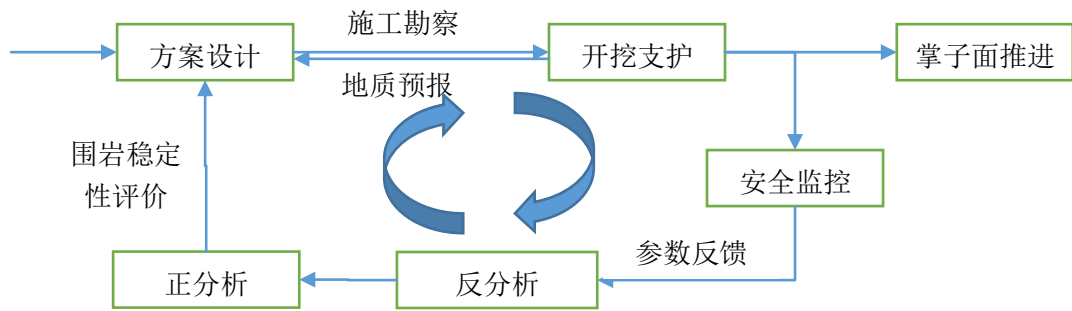 施工勘察
方案设计
开挖支护
掌子面推进
地质预报
围岩稳定
性评价
安全监控
参数反馈
正分析
反分析